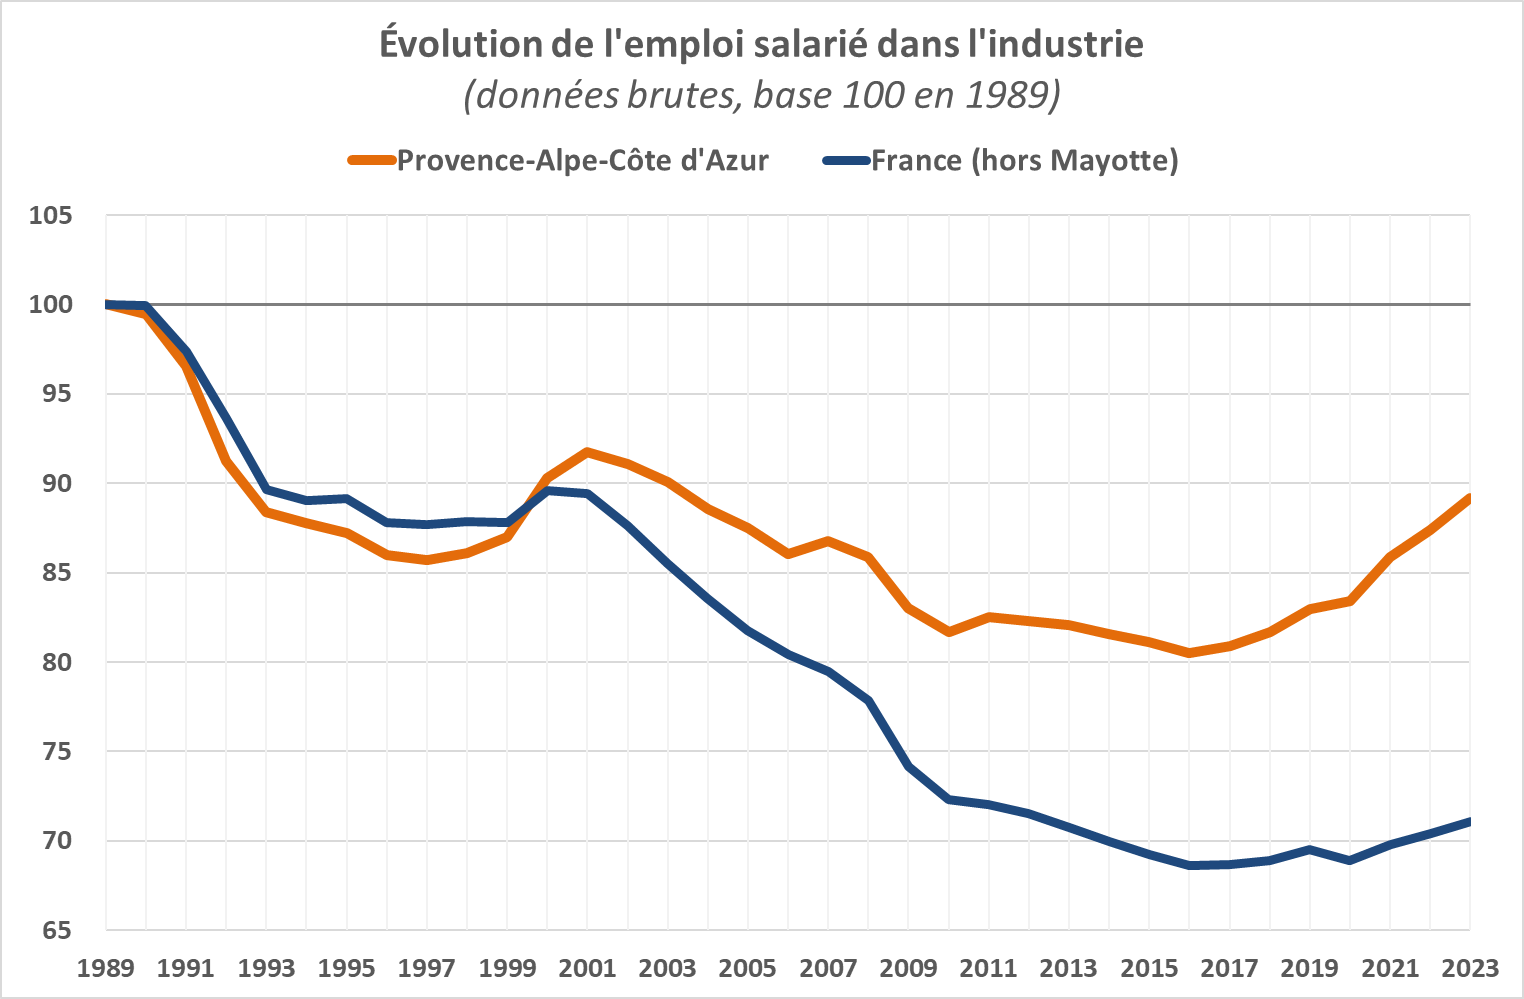 Évolution de l'emploi salarié dans l'industrie
(données brutes, base 100 en 1989)
Provence-Alpe-Côte d'Azur France (hors Mayotte)
105
100
95
90
85
80
75
70
65
1989 1991 1993 1995 1997 1999 2001 2003 2005 2007 2009 2011 2013 2015 2017 2019 2021 2023